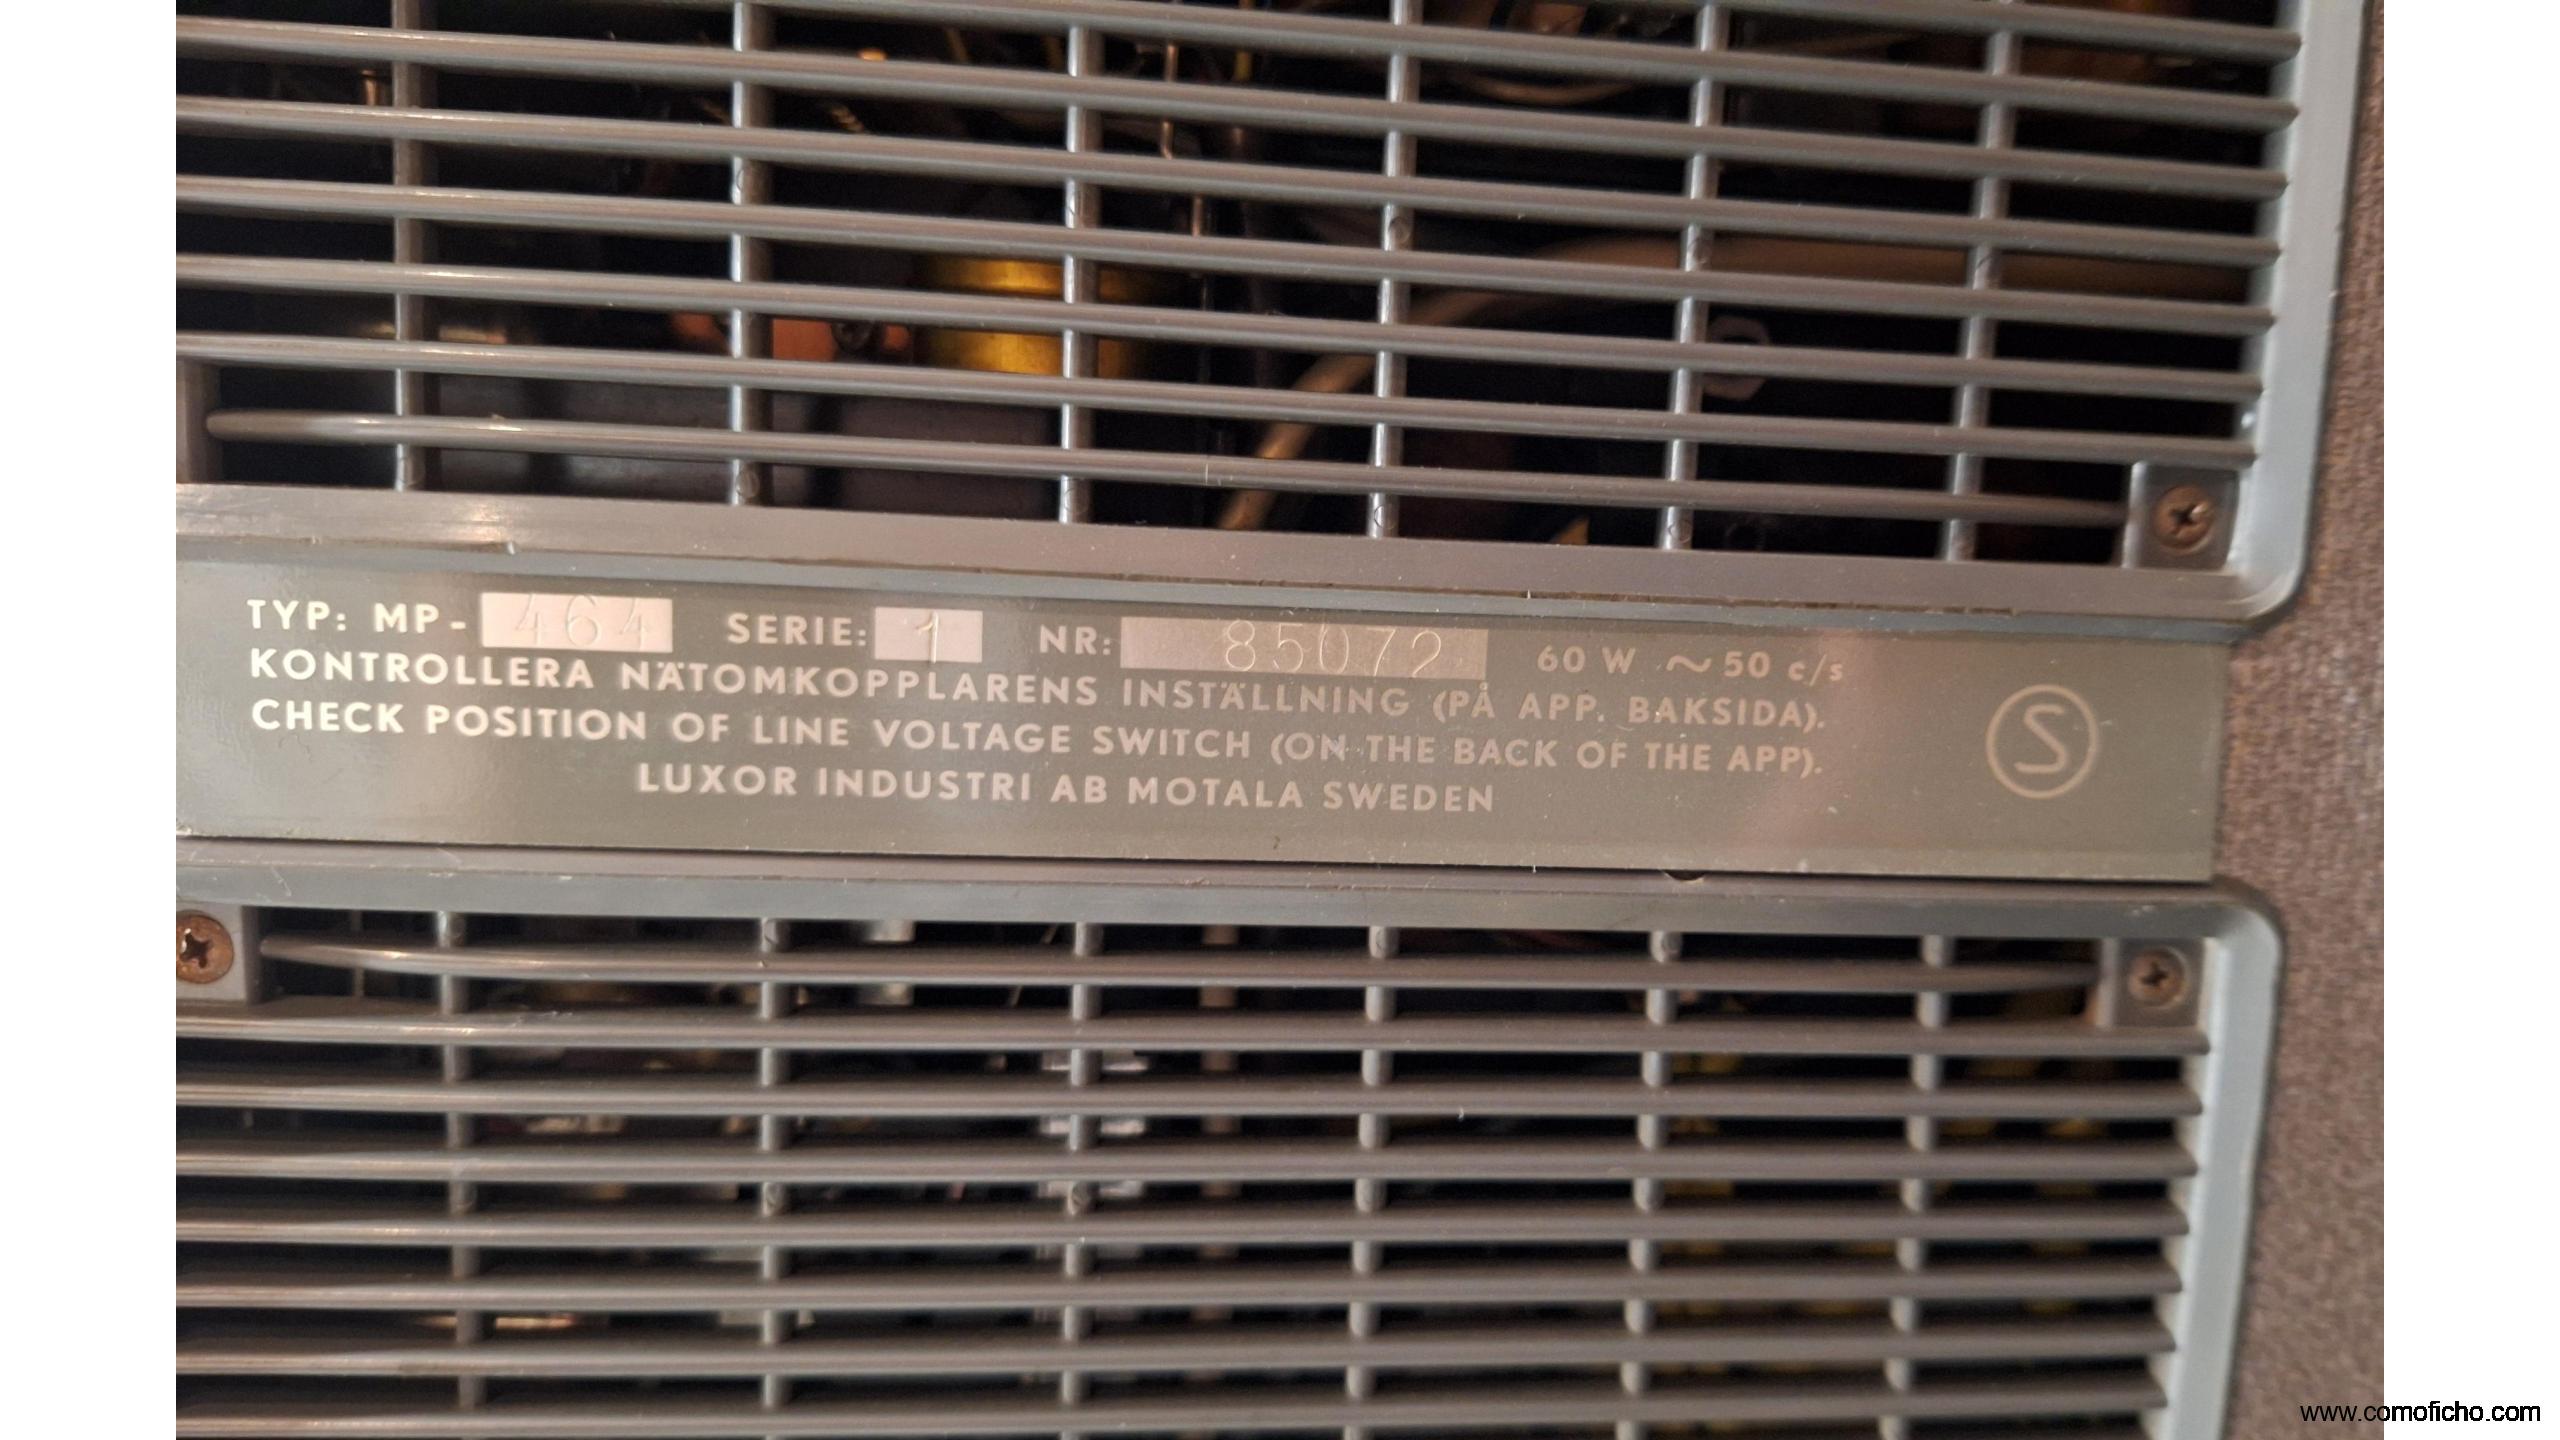 TYP: MP- 464 SERIE: 1 NR: 85072 60 W ~ 50 c/s
KONTROLLERA NÄTOMKOPPLARENS INSTÄLLNING (PÅ APP. BAKSIDA).
CHECK POSITION OF LINE VOLTAGE SWITCH (ON THE BACK OF THE APP).
LUXOR INDUSTRI AB MOTALA SWEDEN
S
www.comoficho.com